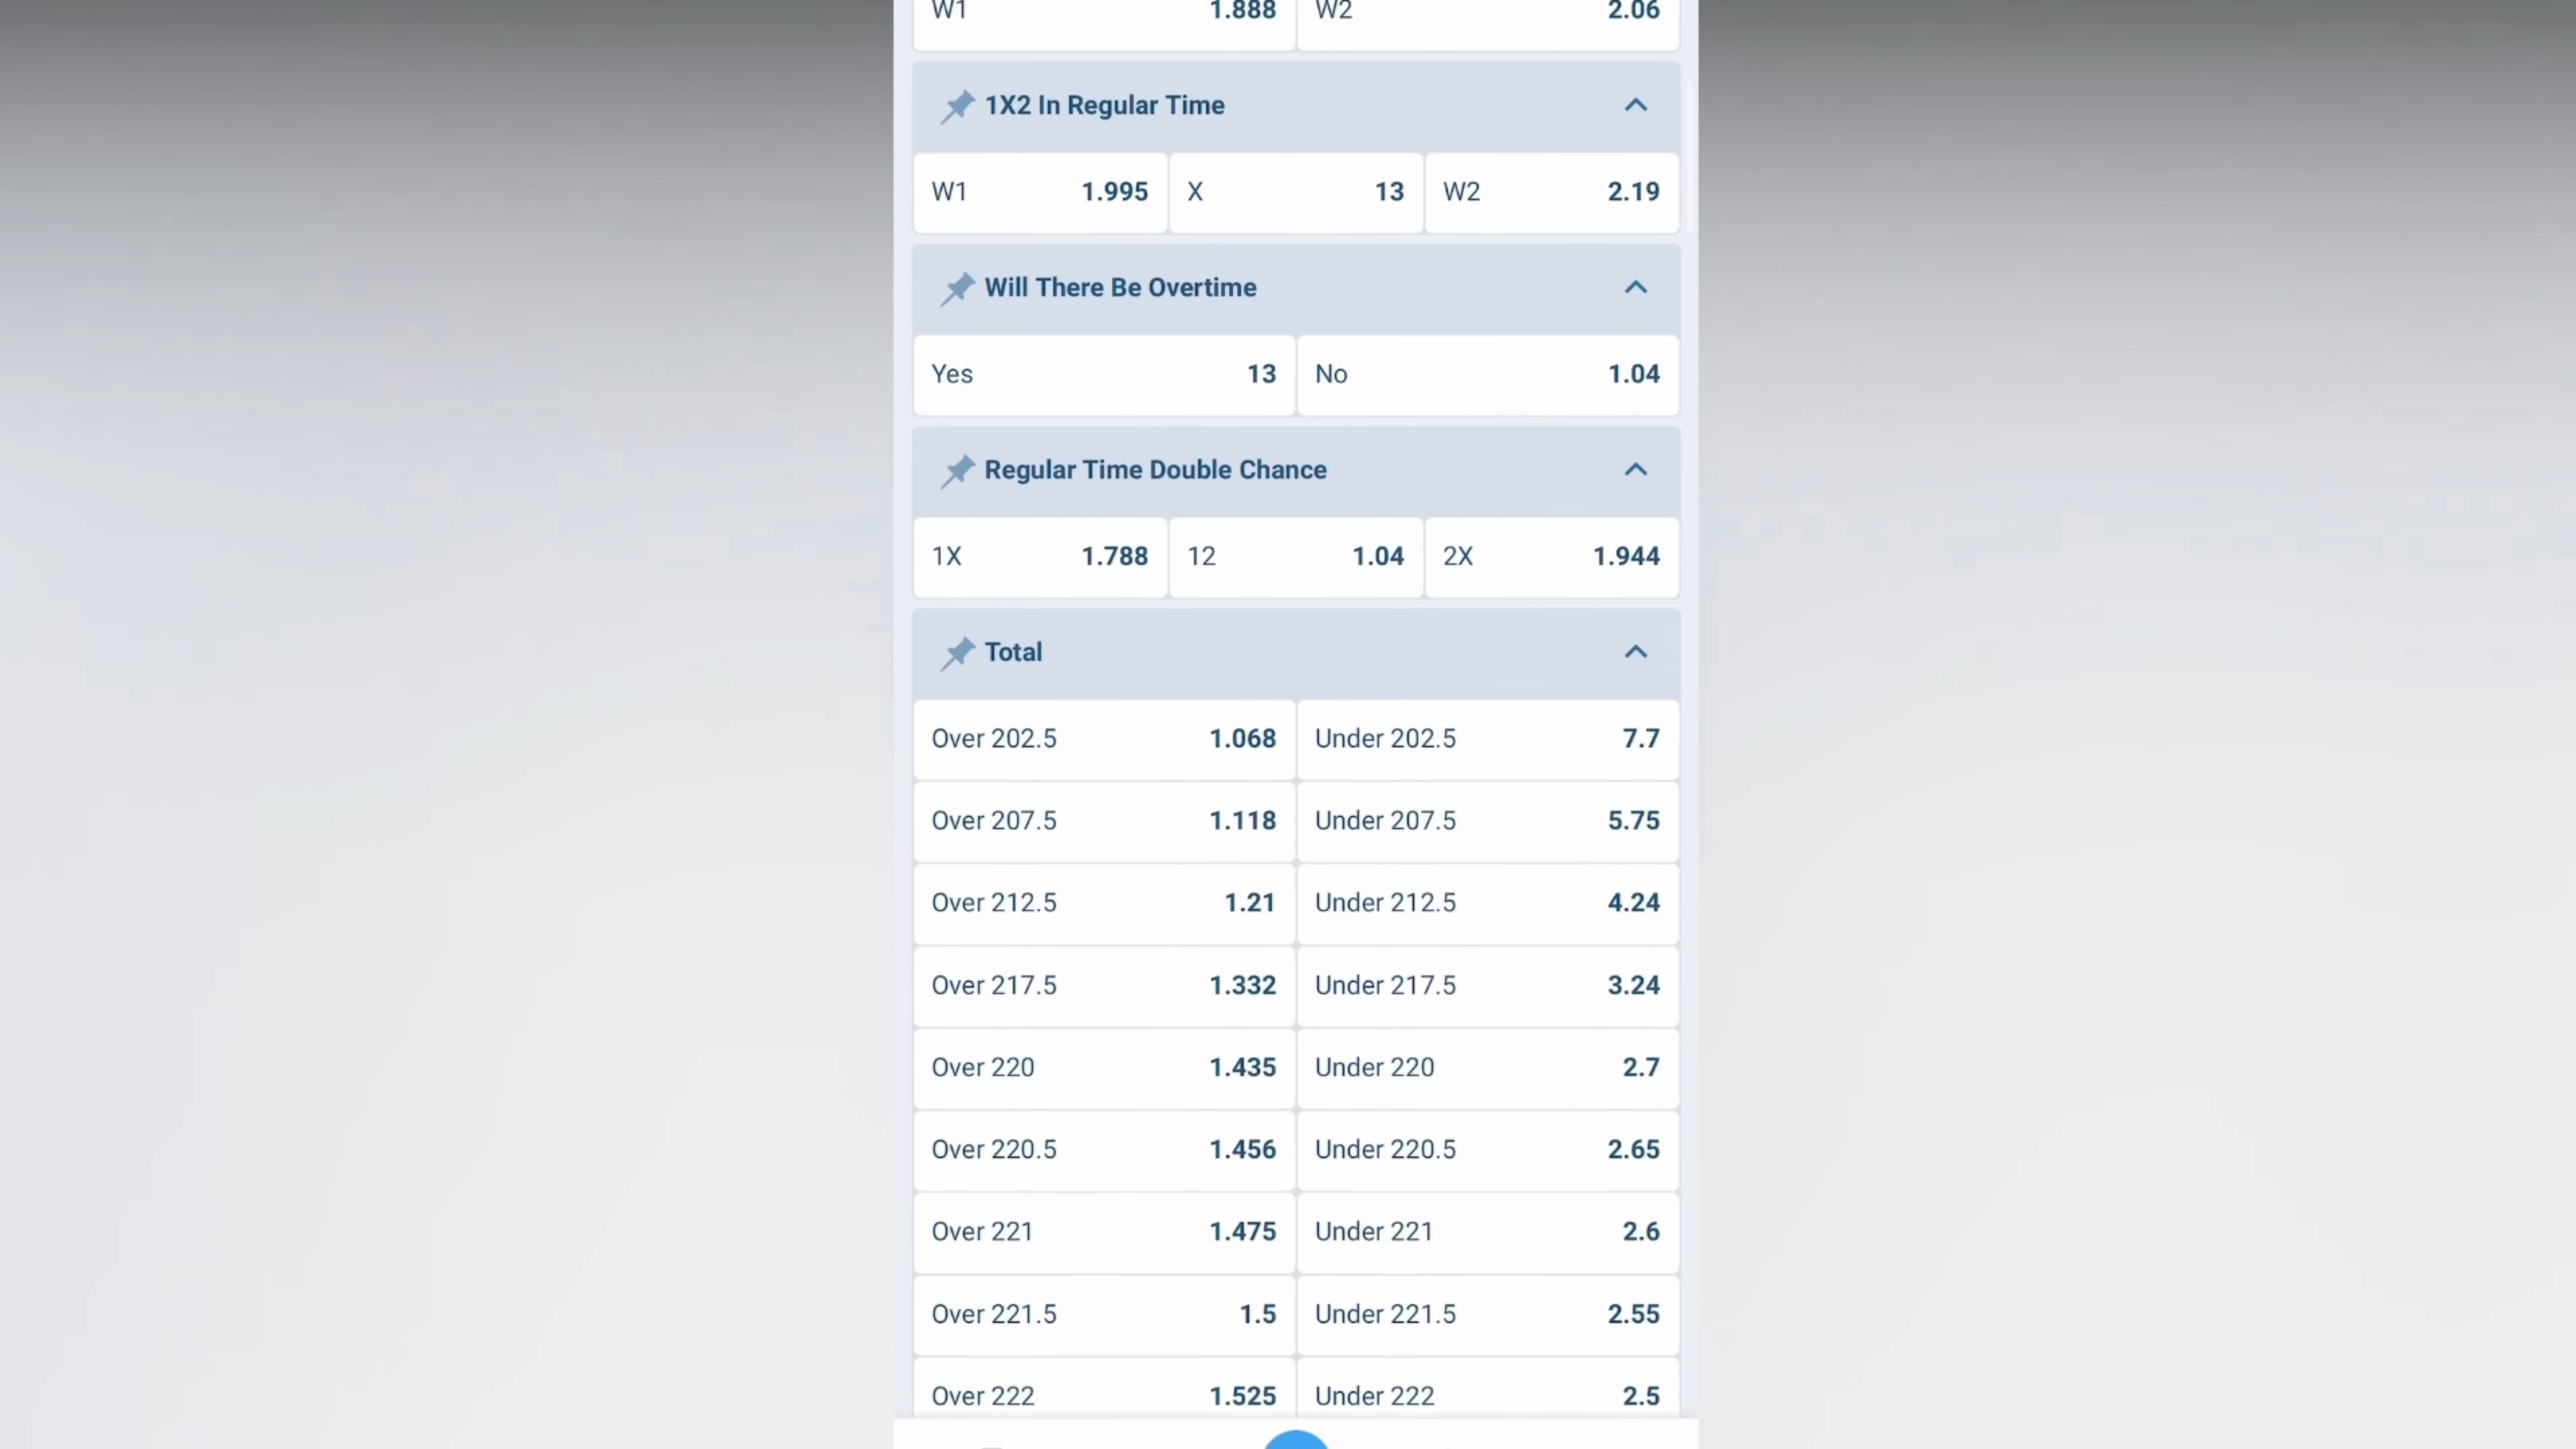 W1 1.888 W2 2.06
1X2 In Regular Time
W1 1.995 X 13 W2 2.19
Will There Be Overtime
Yes 13 No 1.04
Regular Time Double Chance
1X 1.788 12 1.04 2X 1.944
Total
Over 202.5 1.068 Under 202.5 7.7
Over 207.5 1.118 Under 207.5 5.75
Over 212.5 1.21 Under 212.5 4.24
Over 217.5 1.332 Under 217.5 3.24
Over 220 1.435 Under 220 2.7
Over 220.5 1.456 Under 220.5 2.65
Over 221 1.475 Under 221 2.6
Over 221.5 1.5 Under 221.5 2.55
Over 222 1.525 Under 222 2.5